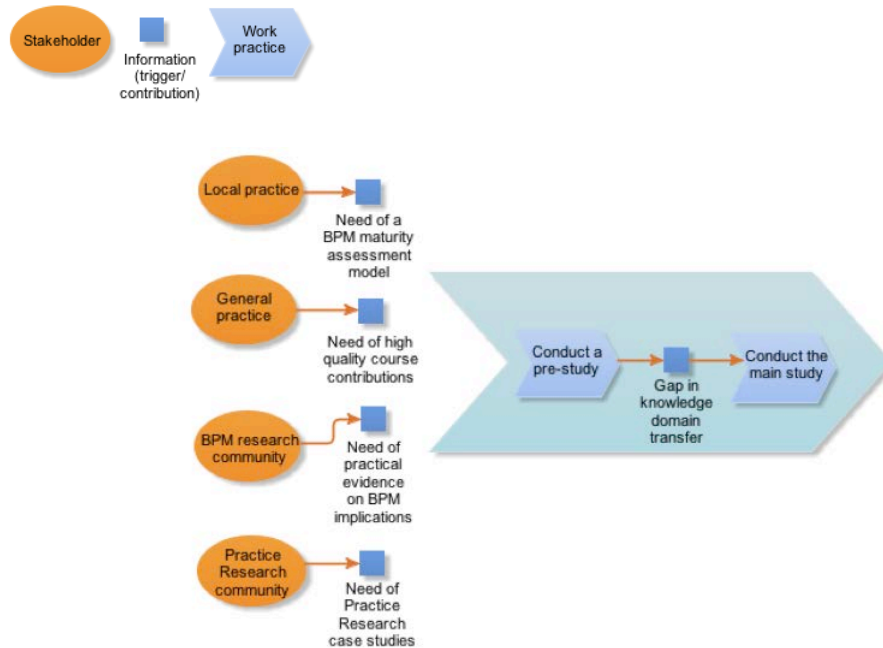 Stakeholder
Information
(trigger/
contribution)
Work
practice
Local practice
Need of a
BPM maturity
assessment
model
General
practice
Need of high
quality course
contributions
BPM research
community
Need of
practical
evidence
on BPM
implications
Practice
Research
community
Need of
Practice
Research
case studies
Conduct a
pre-study
Gap in
knowledge
domain
transfer
Conduct the
main study